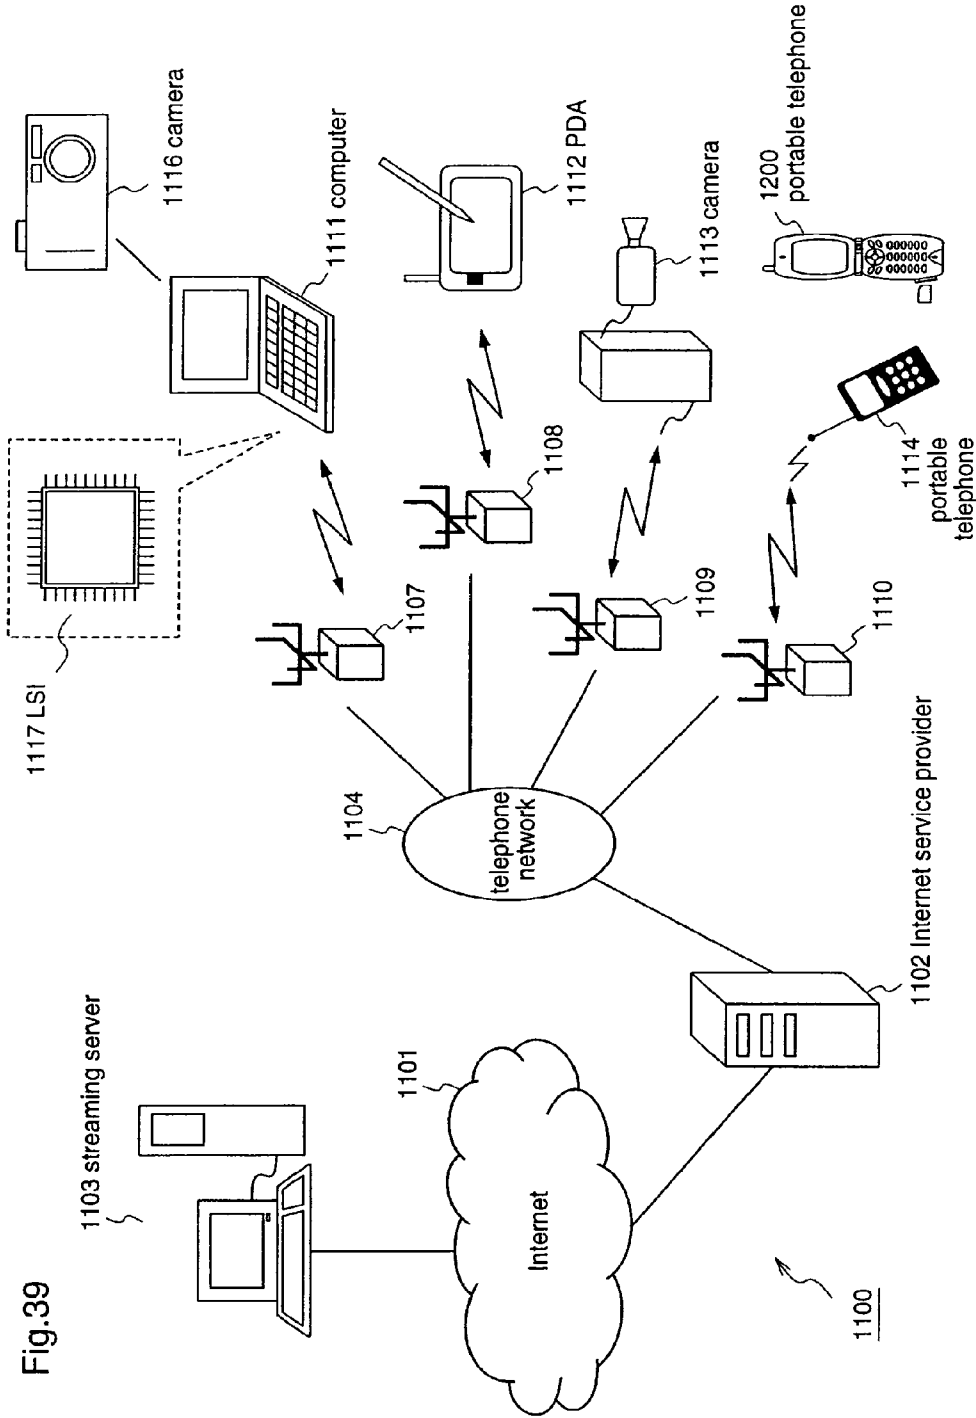 Fig.39
1103 streaming server
1117 LSI
1116 camera
1111 computer
1101
Internet
1104
telephone
network
1107
1108
1112 PDA
1109
1113 camera
1110
1102 Internet service provider
1114
portable
telephone
1200
portable telephone
1100